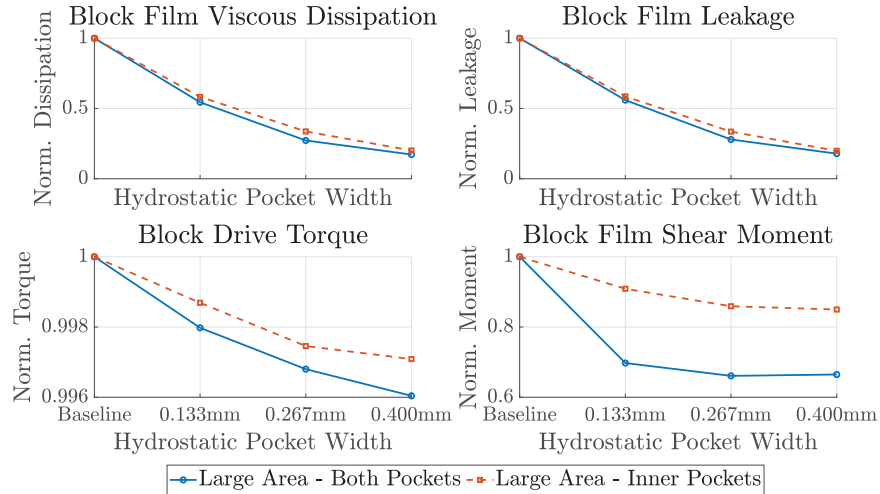 Block Film Viscous Dissipation
Norm. Dissipation
1
0.5
0
Hydrostatic Pocket Width
Block Film Leakage
Norm. Leakage
1
0.5
0
Hydrostatic Pocket Width
Block Drive Torque
Norm. Torque
1
0.998
0.996
Baseline 0.133mm 0.267mm 0.400mm
Hydrostatic Pocket Width
Block Film Shear Moment
Norm. Moment
1
0.8
0.6
Baseline 0.133mm 0.267mm 0.400mm
Hydrostatic Pocket Width
Large Area - Both Pockets Large Area - Inner Pockets